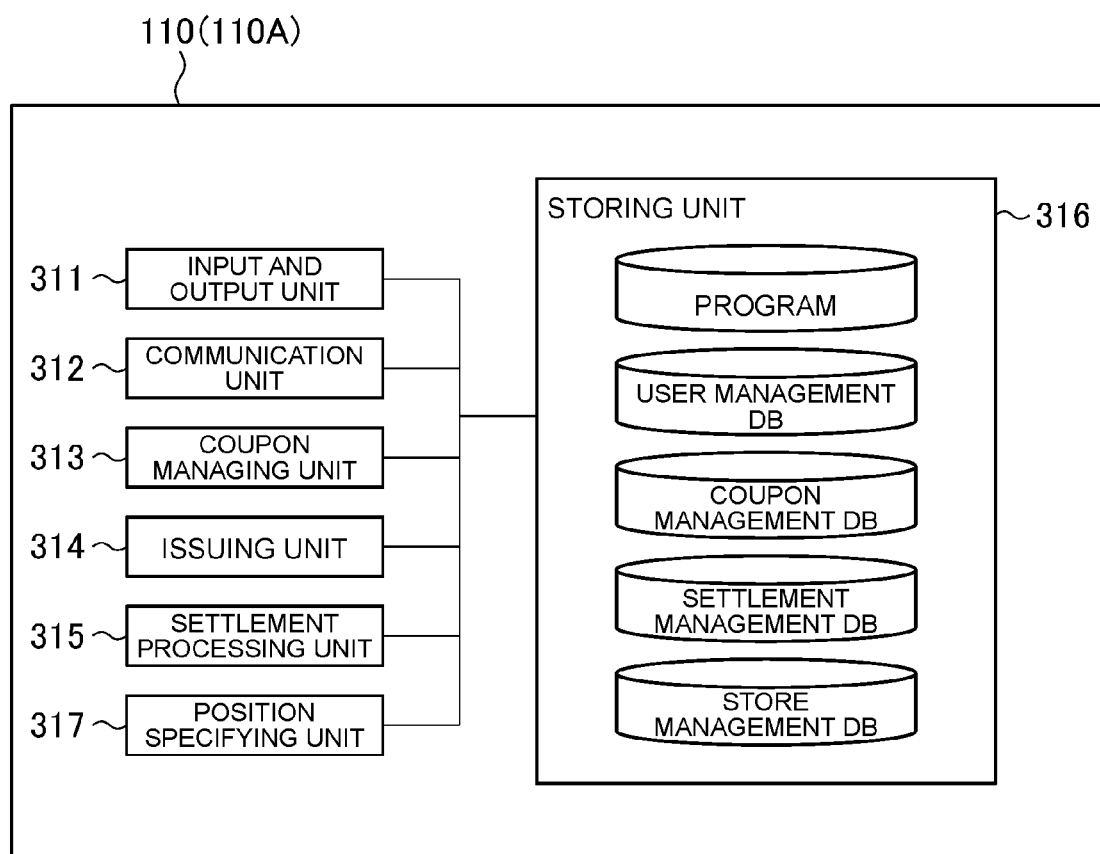 110(110A)
STORING UNIT
316
311
INPUT AND
OUTPUT UNIT
312
COMMUNICATION
UNIT
313
COUPON
MANAGING UNIT
314
ISSUING UNIT
315
SETTLEMENT
PROCESSING UNIT
317
POSITION
SPECIFYING UNIT
PROGRAM
USER MANAGEMENT
DB
COUPON
MANAGEMENT DB
SETTLEMENT
MANAGEMENT DB
STORE
MANAGEMENT DB